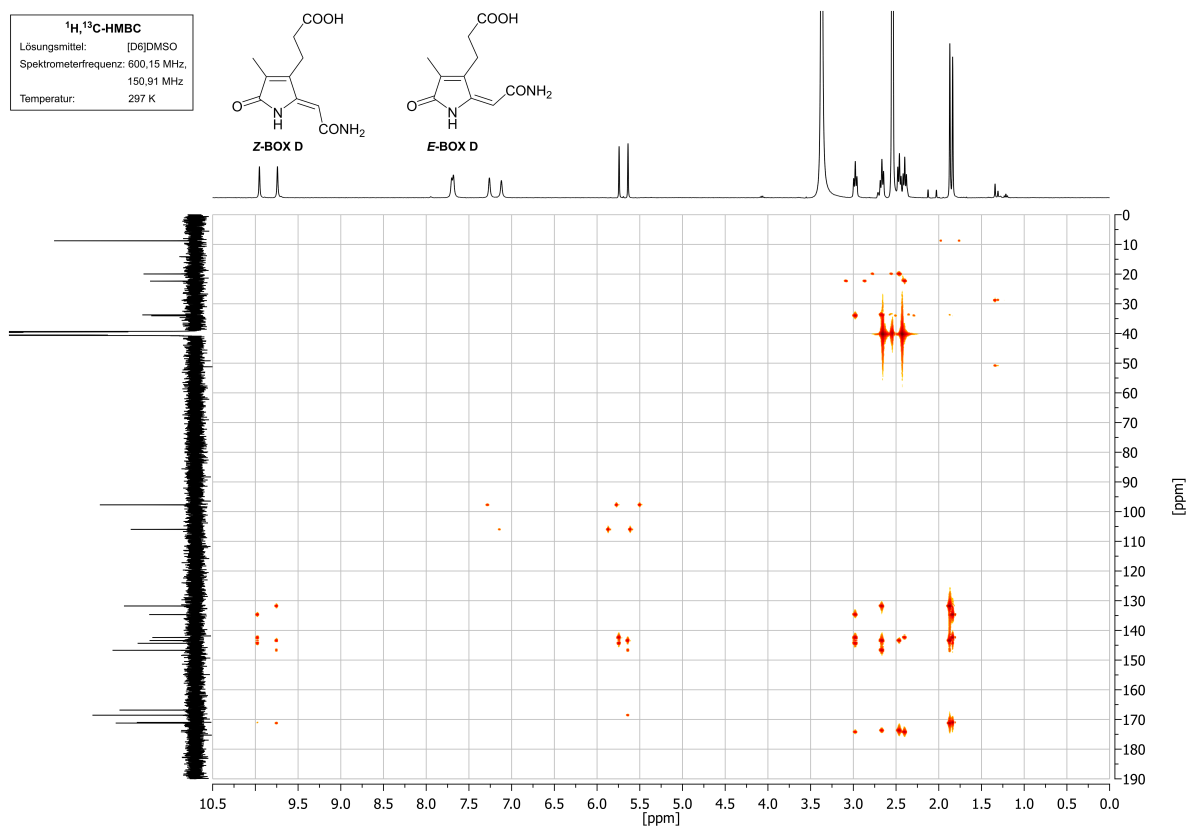 ¹H,¹³C-HMBC
Lösungsmittel: [D6]DMSO
Spektrometerfrequenz: 600,15 MHz,
150,91 MHz
Temperatur: 297 K
COOH
O
N
H
CONH₂
Z-BOX D
COOH
O
N
H
CONH₂
E-BOX D
0
10
20
30
40
50
60
70
80
90
100
110
120
130
140
150
160
170
180
190
[ppm]
10.5 10.0 9.5 9.0 8.5 8.0 7.5 7.0 6.5 6.0 5.5 5.0 4.5 4.0 3.5 3.0 2.5 2.0 1.5 1.0 0.5 0.0
[ppm]